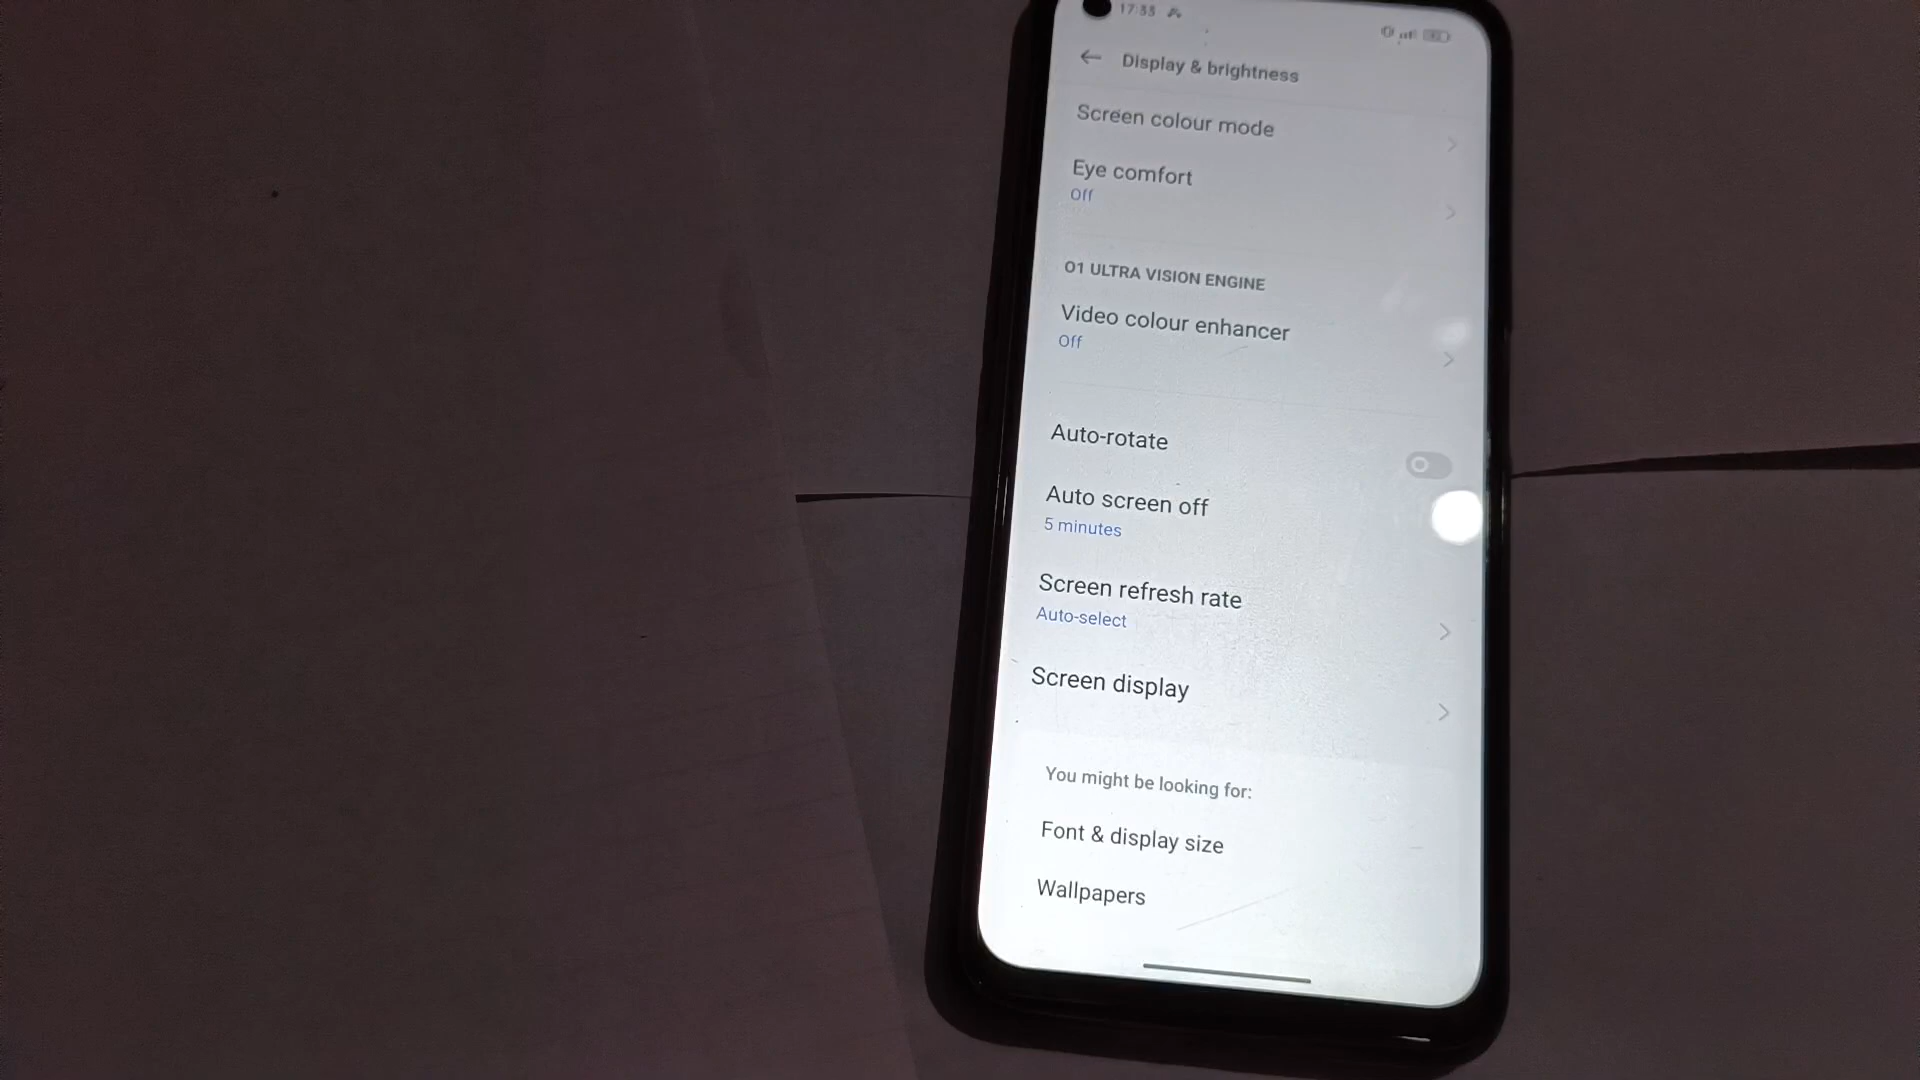 17:33
Display & brightness
Screen colour mode
Eye comfort
Off
O1 ULTRA VISION ENGINE
Video colour enhancer
Off
Auto-rotate
Auto screen off
5 minutes
Screen refresh rate
Auto-select
Screen display
You might be looking for:
Font & display size
Wallpapers